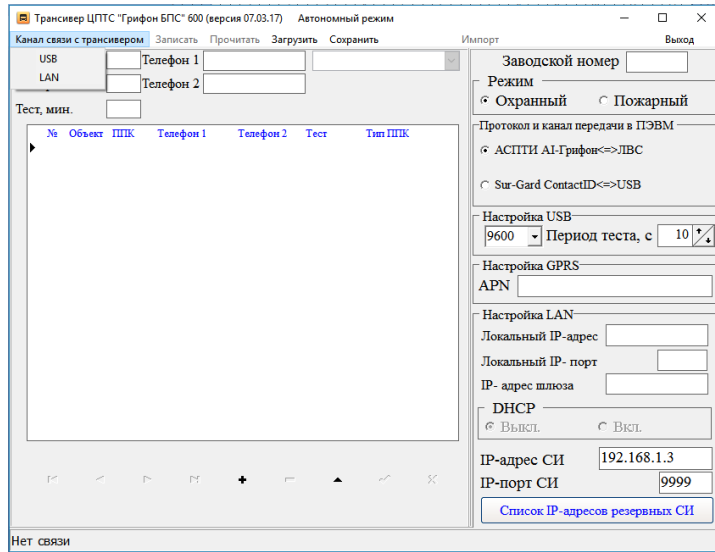 Трансивер ЦПТС "Грифон БПС" 600 (версия 07.03.17) Автономный режим
Канал связи с трансивером Записать Прочитать Загрузить Сохранить Импорт Выход
USB
LAN
Телефон 1
Телефон 2
Тест, мин.
№ Объект ППК Телефон 1 Телефон 2 Тест Тип ППК
Заводской номер
Режим
Охранный Пожарный
Протокол и канал передачи в ПЭВМ
АСПТИ AI-Грифон<=>ЛВС
Sur-Gard ContactID<=>USB
Настройка USB
9600 Период теста, с 10
Настройка GPRS
APN
Настройка LAN
Локальный IP-адрес
Локальный IP- порт
IP- адрес шлюза
DHCP
Выкл. Вкл.
IP-адрес СИ 192.168.1.3
IP-порт СИ 9999
Список IP-адресов резервных СИ
Нет связи